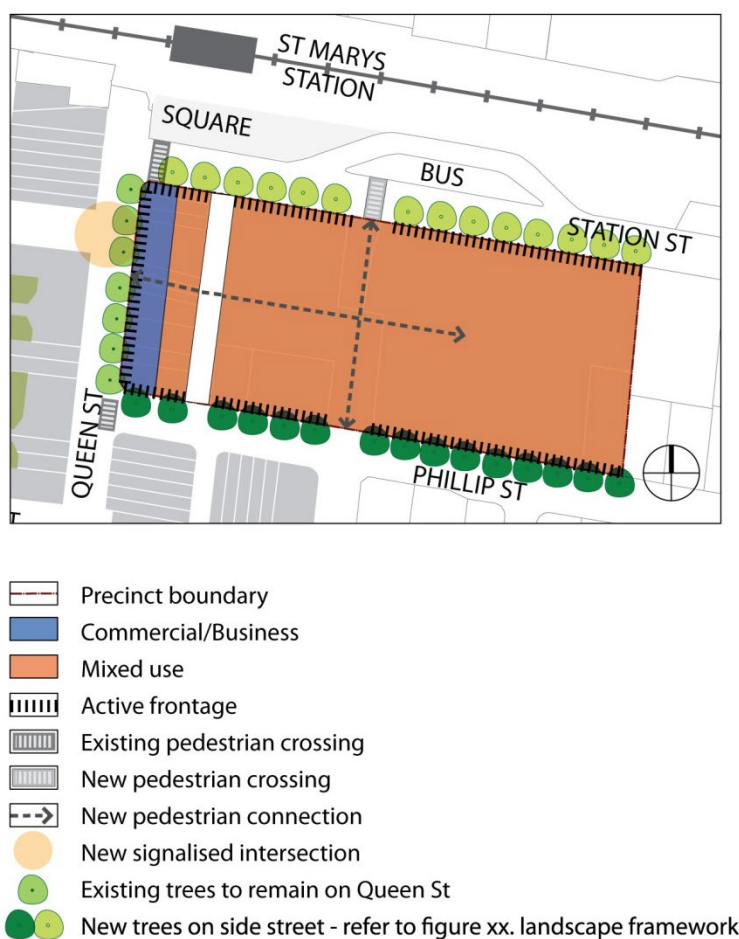 ST MARYS
STATION
SQUARE
BUS
STATION ST
QUEEN ST
PHILLIP ST
T
Precinct boundary
Commercial/Business
Mixed use
Active frontage
Existing pedestrian crossing
New pedestrian crossing
New pedestrian connection
New signalised intersection
Existing trees to remain on Queen St
New trees on side street - refer to figure xx. landscape framework